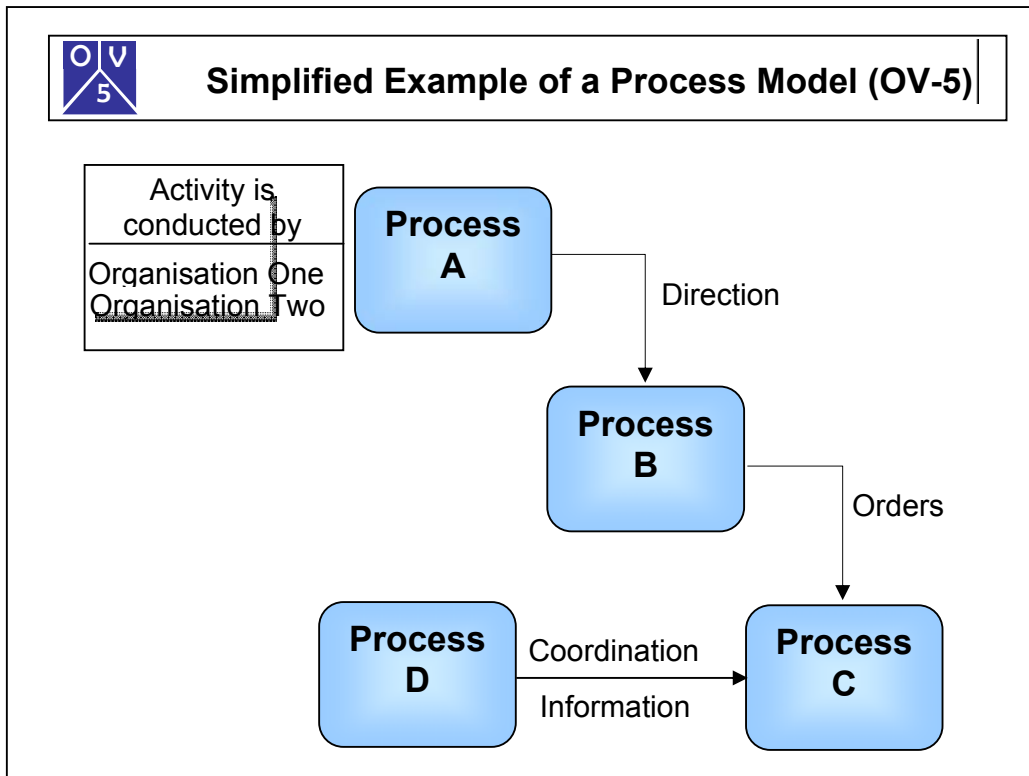 O V
5
Simplified Example of a Process Model (OV-5)
Activity is
conducted by
Organisation One
Organisation Two
Process
A
Direction
Process
B
Orders
Process
D
Coordination
Information
Process
C